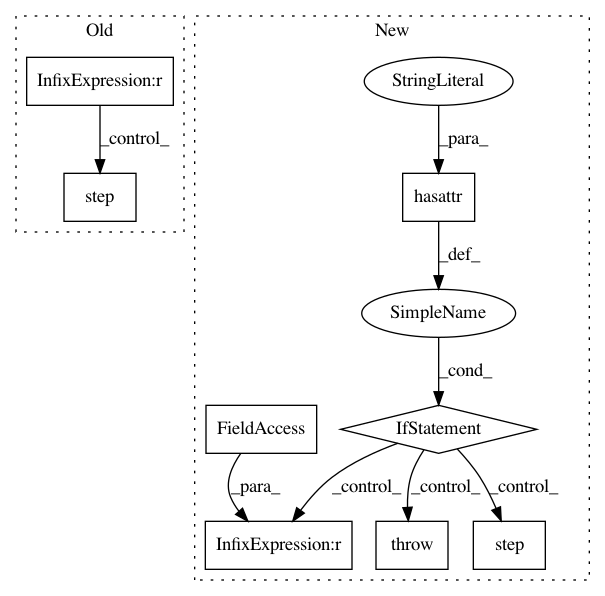 Old
New
InfixExpression:r
StringLiteral
_control_
_para_
step
hasattr
_def_
SimpleName
_cond_
FieldAccess
IfStatement
_para_
_control_
_control_
_control_
InfixExpression:r
throw
step